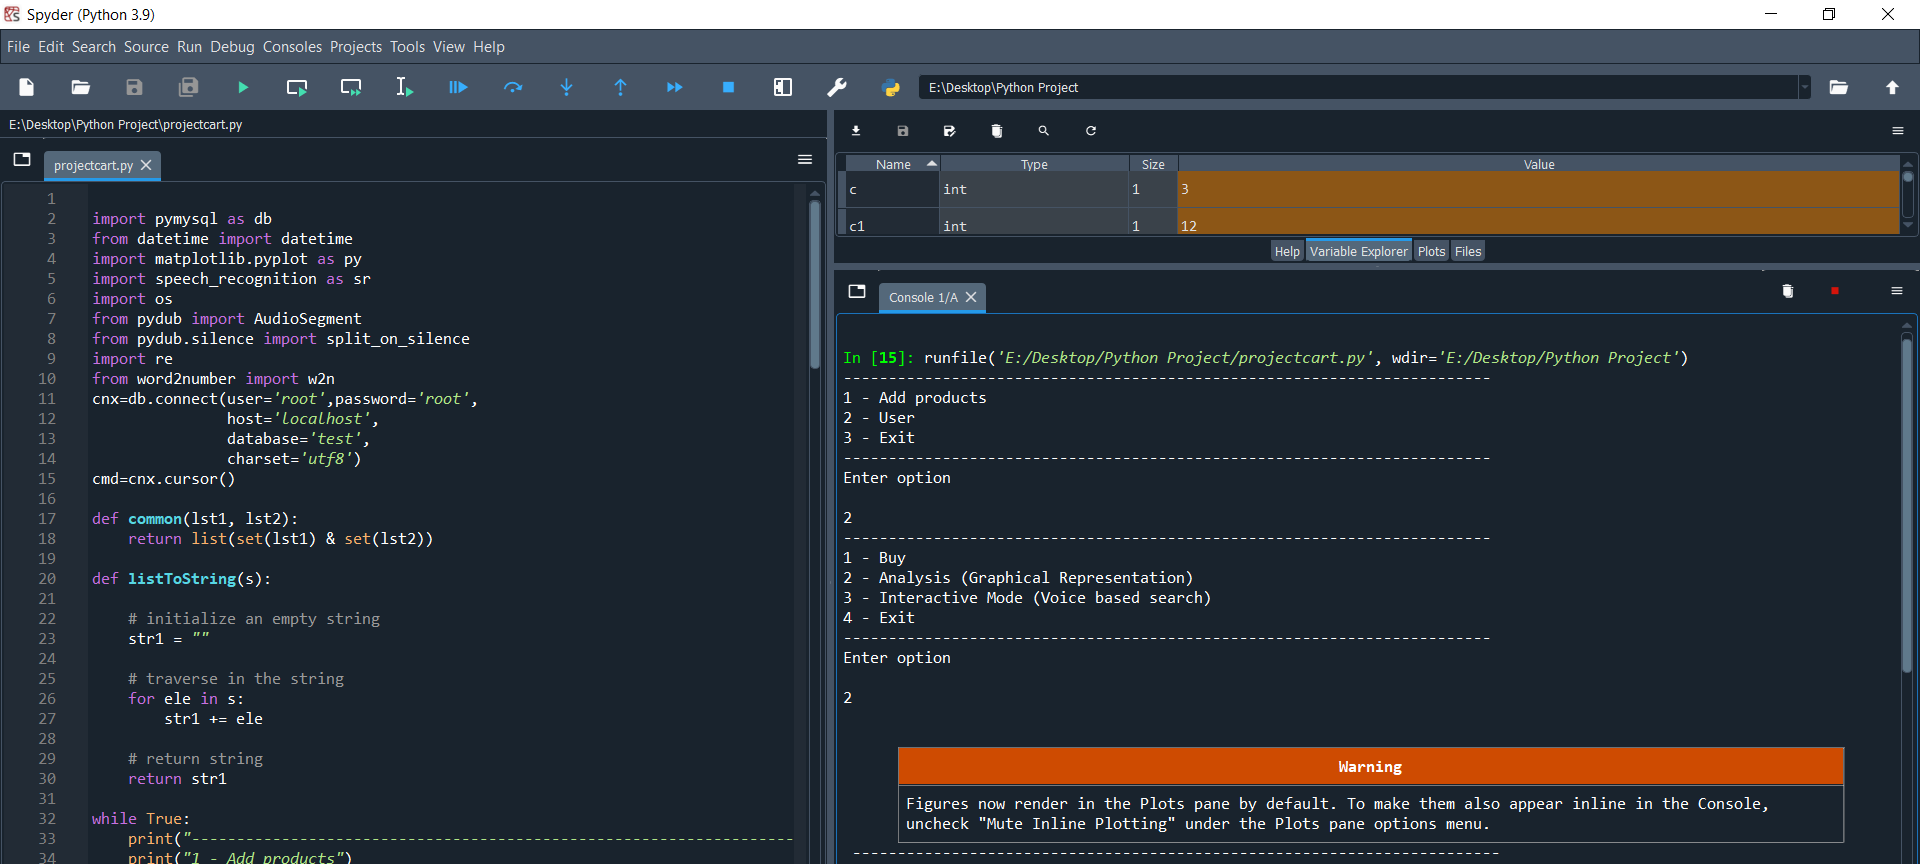 Spyder (Python 3.9)
File Edit Search Source Run Debug Consoles Projects Tools View Help
E:\Desktop\Python Project
E:\Desktop\Python Project\projectcart.py
projectcart.py
1
2 import pymysql as db
3 from datetime import datetime
4 import matplotlib.pyplot as py
5 import speech_recognition as sr
6 import os
7 from pydub import AudioSegment
8 from pydub.silence import split_on_silence
9 import re
10 from word2number import w2n
11 cnx=db.connect(user='root',password='root',
12 host='localhost',
13 database='test',
14 charset='utf8')
15 cmd=cnx.cursor()
16
17 def common(lst1, lst2):
18 return list(set(lst1) & set(lst2))
19
20 def listToString(s):
21
22 # initialize an empty string
23 str1 = ""
24
25 # traverse in the string
26 for ele in s:
27 str1 += ele
28
29 # return string
30 return str1
31
32 while True:
33 print("-------------------------------------------------------------------
34 print("1 - Add products")
Name Type Size Value
c int 1 3
c1 int 1 12
Help Variable Explorer Plots Files
Console 1/A
In [15]: runfile('E:/Desktop/Python Project/projectcart.py', wdir='E:/Desktop/Python Project')
------------------------------------------------------------------------
1 - Add products
2 - User
3 - Exit
------------------------------------------------------------------------
Enter option
2
------------------------------------------------------------------------
1 - Buy
2 - Analysis (Graphical Representation)
3 - Interactive Mode (Voice based search)
4 - Exit
------------------------------------------------------------------------
Enter option
2
Warning
Figures now render in the Plots pane by default. To make them also appear inline in the Console,
uncheck "Mute Inline Plotting" under the Plots pane options menu.
------------------------------------------------------------------------